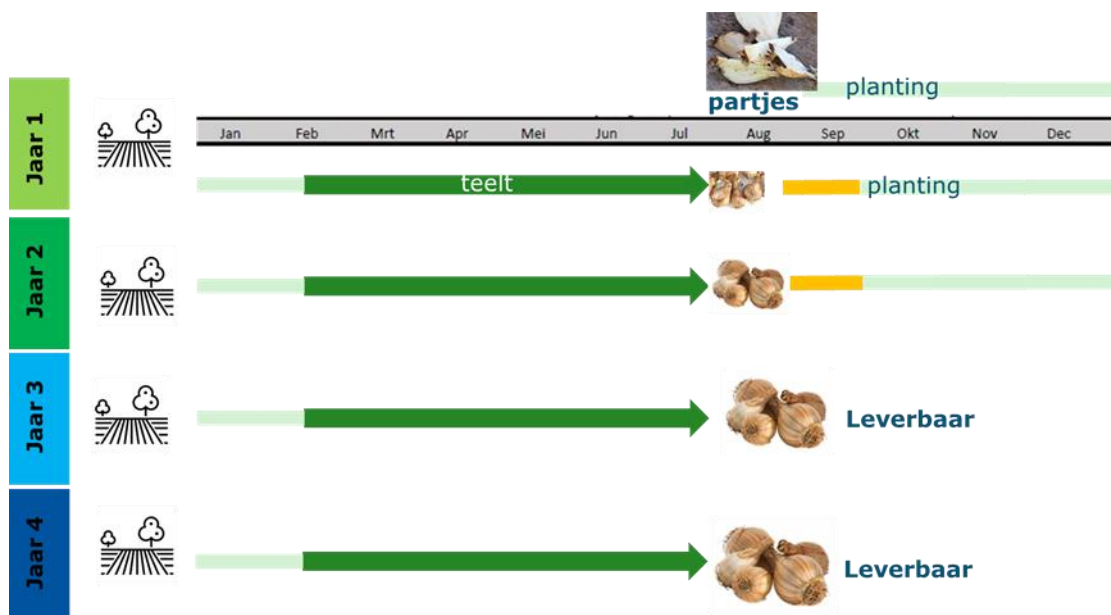 planting
partjes
Jaar 1
Jan Feb Mrt Apr Mei Jun Jul Aug Sep Okt Nov Dec
teelt
planting
Jaar 2
Jaar 3
Leverbaar
Jaar 4
Leverbaar